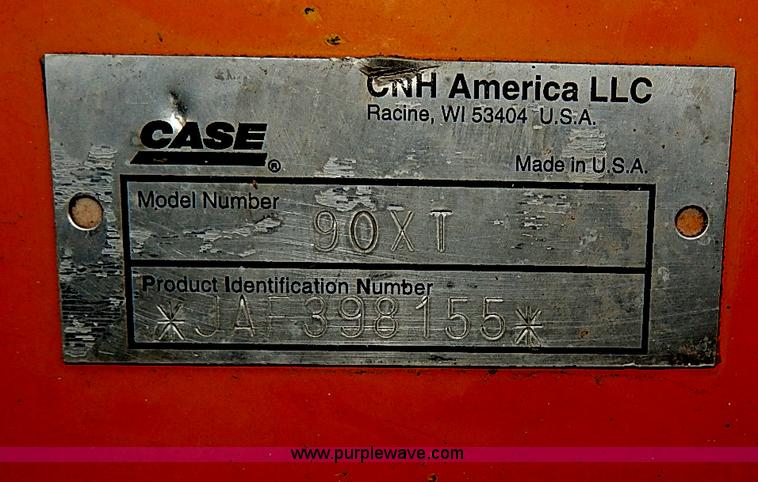 CNH America LLC
Racine, WI 53404 U.S.A.
CASE ®
Made in U.S.A.
Model Number
90XT
Product Identification Number
*JAF398155*
www.purplewave.com